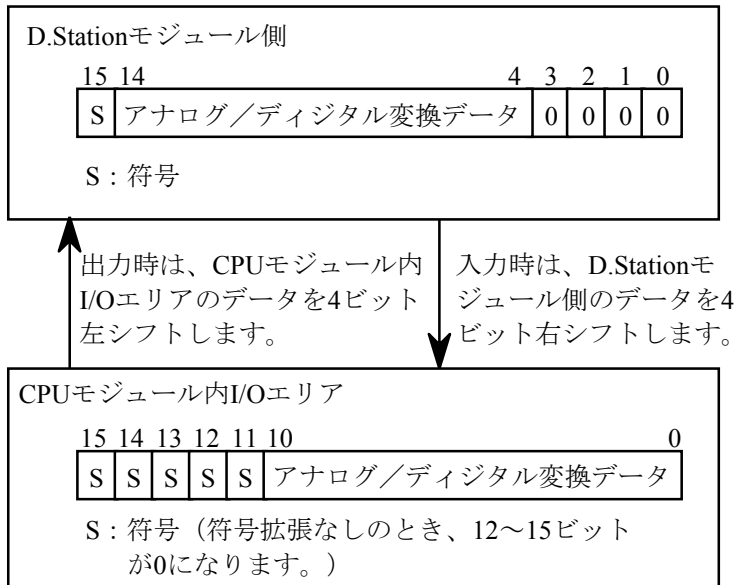 D.Stationモジュール側
15 14 4 3 2 1 0
S アナログ／ディジタル変換データ 0 0 0 0
S：符号
出力時は、CPUモジュール内
I/Oエリアのデータを4ビット
左シフトします。
入力時は、D.Stationモ
ジュール側のデータを4
ビット右シフトします。
CPUモジュール内I/Oエリア
15 14 13 12 11 10 0
S S S S S アナログ／ディジタル変換データ
S：符号（符号拡張なしのとき、12～15ビット
が0になります。）